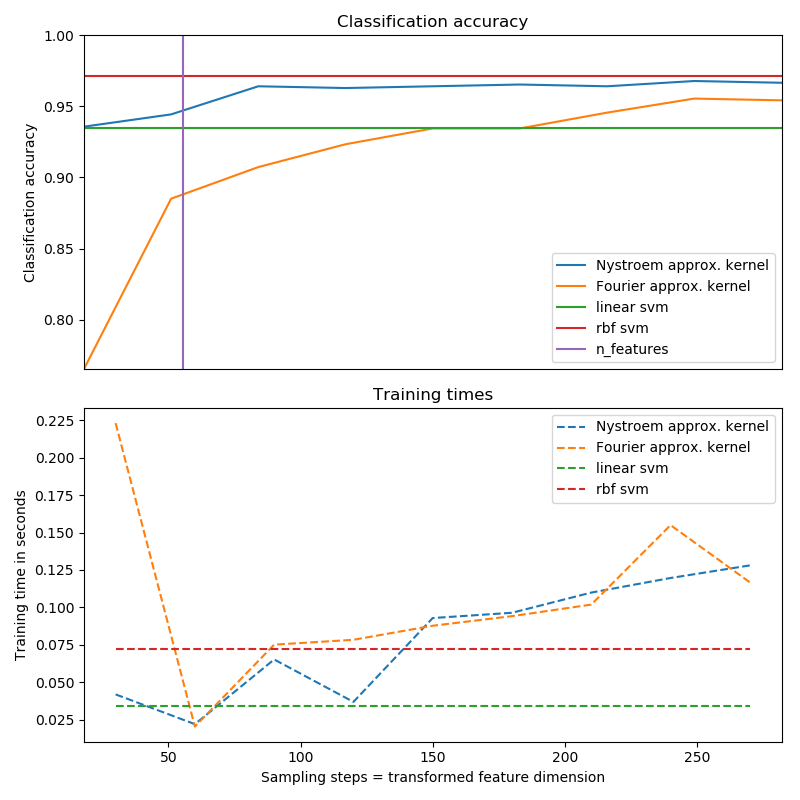 Classification accuracy
1.00
0.95
0.90
0.85
0.80
Classification accuracy
Nystroem approx. kernel
Fourier approx. kernel
linear svm
rbf svm
n_features
Training times
0.225
0.200
0.175
0.150
0.125
0.100
0.075
0.050
0.025
Training time in seconds
Nystroem approx. kernel
Fourier approx. kernel
linear svm
rbf svm
50
100
150
200
250
Sampling steps = transformed feature dimension